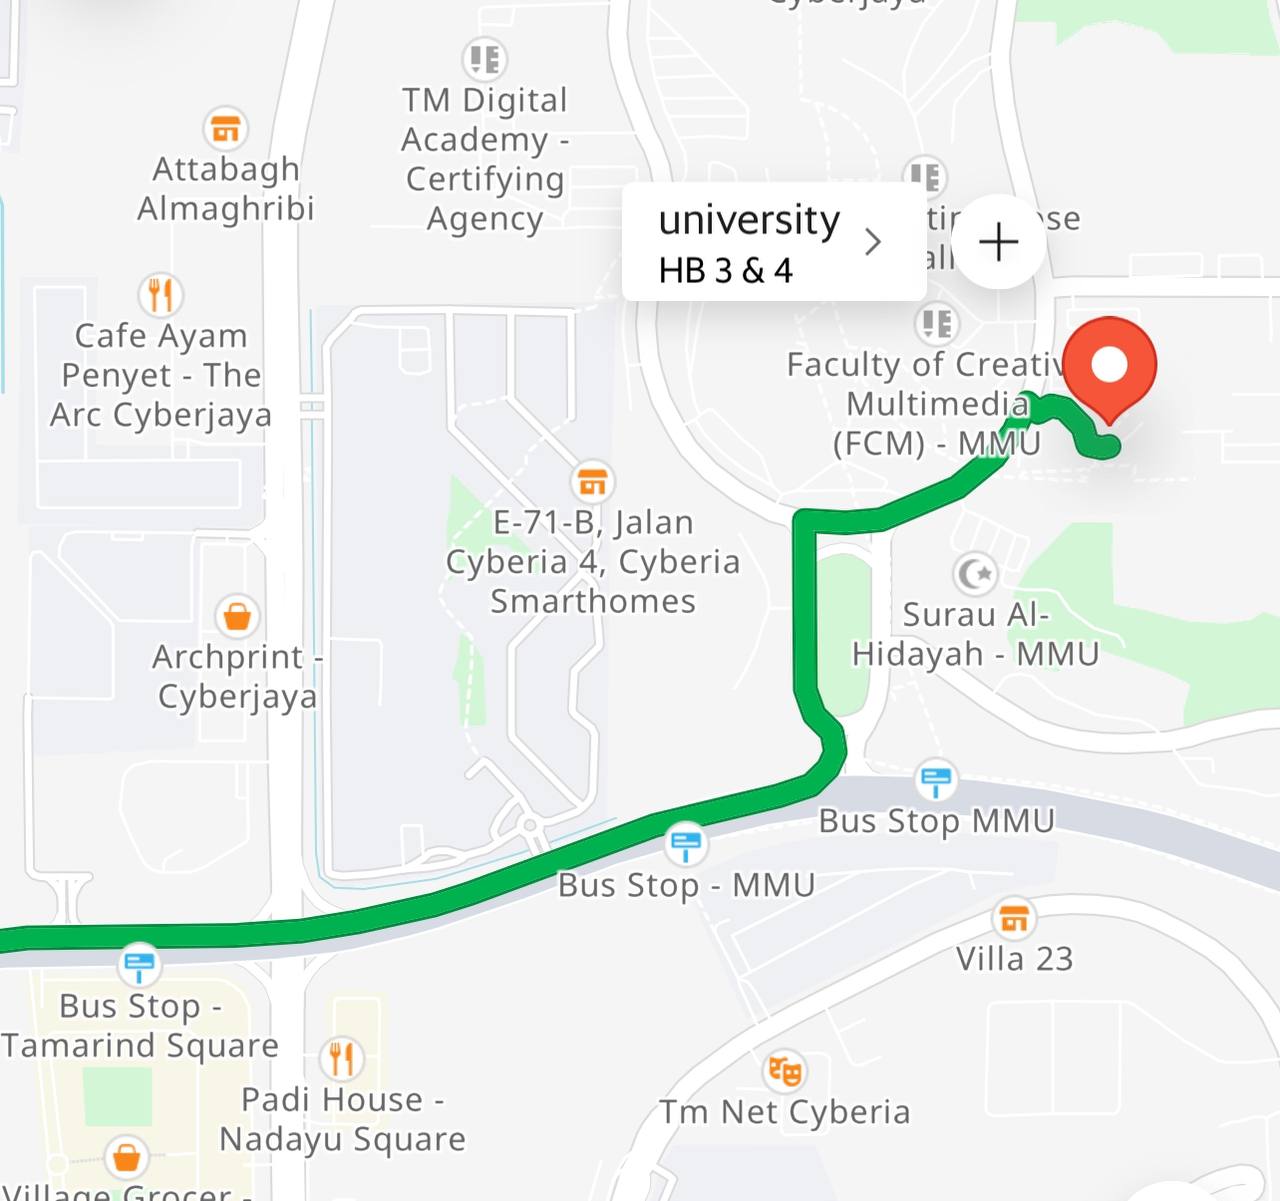 Cyberjaya
TM Digital
Academy -
Certifying
Agency
Attabagh
Almaghribi
university
HB 3 & 4
Cafe Ayam
Penyet - The
Arc Cyberjaya
Faculty of Creativ
Multimedia
(FCM) - MMU
E-71-B, Jalan
Cyberia 4, Cyberia
Smarthomes
Surau Al-
Hidayah - MMU
Archprint -
Cyberjaya
Bus Stop MMU
Bus Stop - MMU
Villa 23
Bus Stop -
Tamarind Square
Padi House -
Nadayu Square
Tm Net Cyberia
Village Grocer -